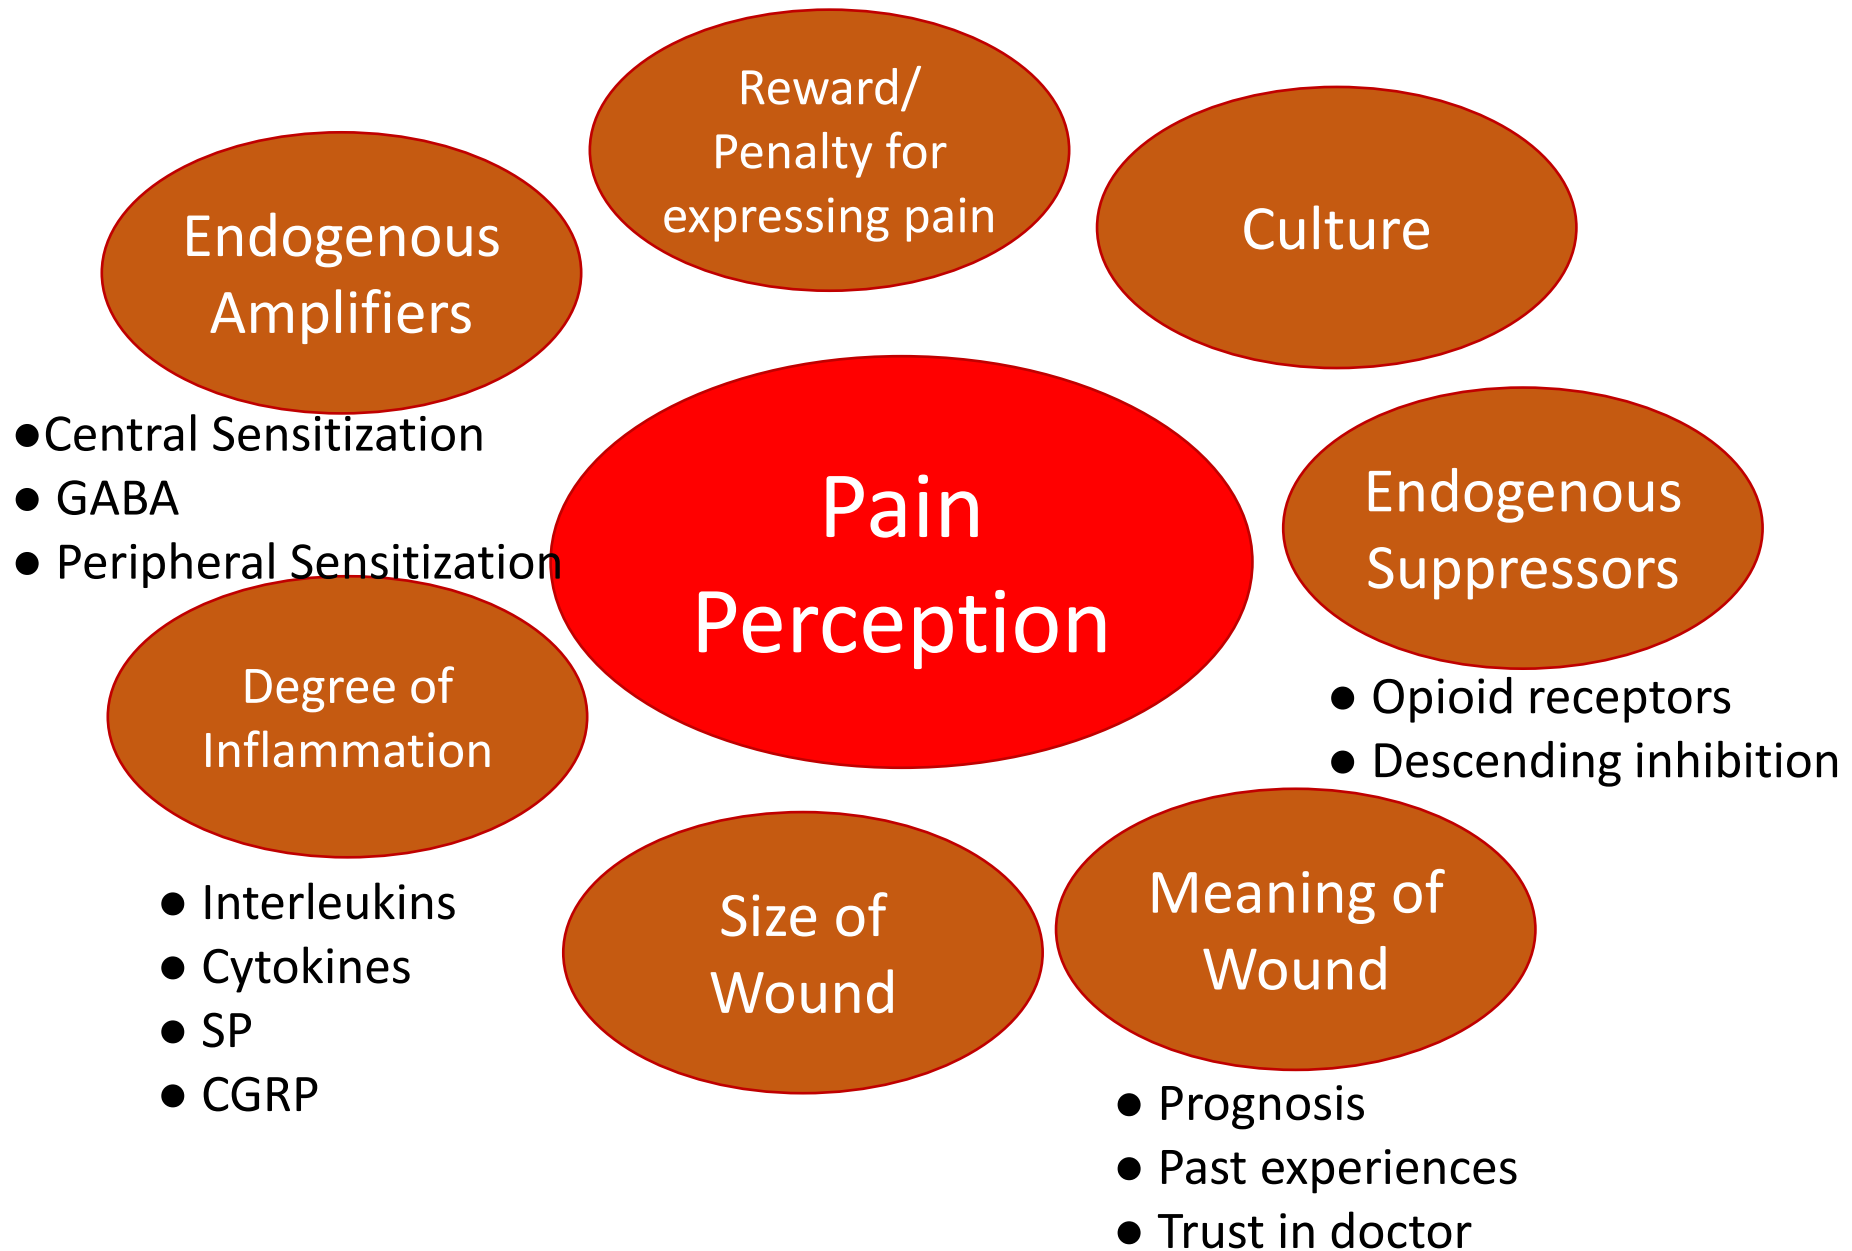 Reward/
Penalty for
expressing pain
Culture
Endogenous
Amplifiers
●Central Sensitization
● GABA
● Peripheral Sensitization
Pain
Perception
Endogenous
Suppressors
● Opioid receptors
● Descending inhibition
Degree of
Inflammation
● Interleukins
● Cytokines
● SP
● CGRP
Size of
Wound
Meaning of
Wound
● Prognosis
● Past experiences
● Trust in doctor